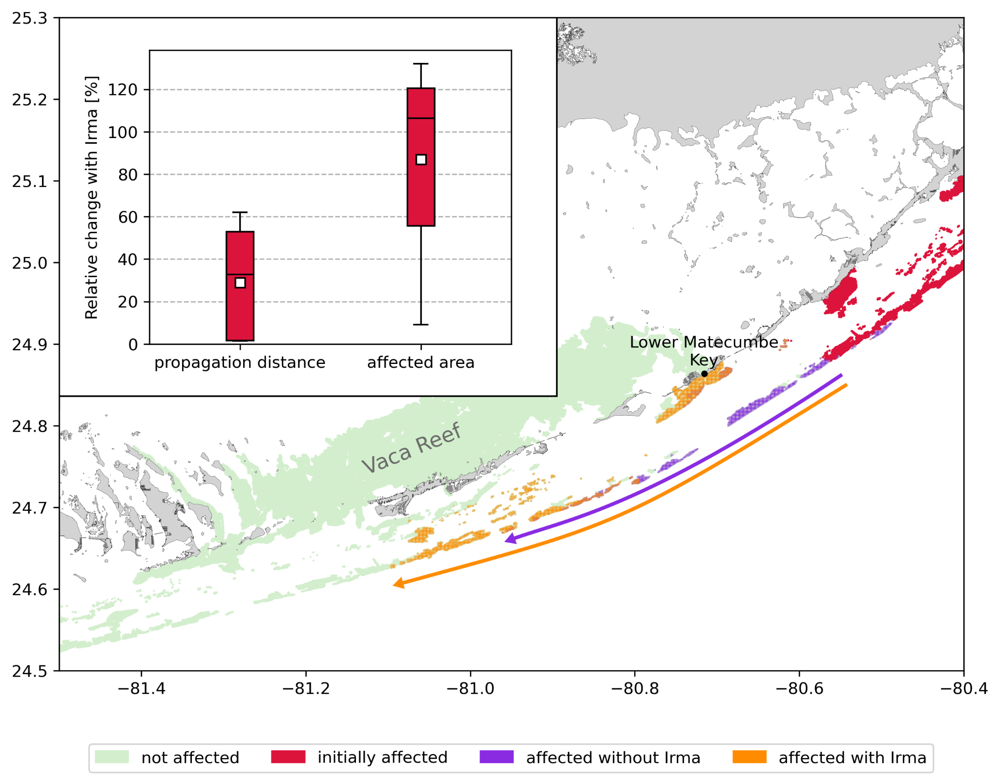 25.3
25.2
25.1
25.0
24.9
24.8
24.7
24.6
24.5
Relative change with Irma [%]
120
100
80
60
40
20
0
propagation distance
affected area
Lower Matecumbe
Key
Vaca Reef
−81.4
−81.2
−81.0
−80.8
−80.6
−80.4
not affected
initially affected
affected without Irma
affected with Irma